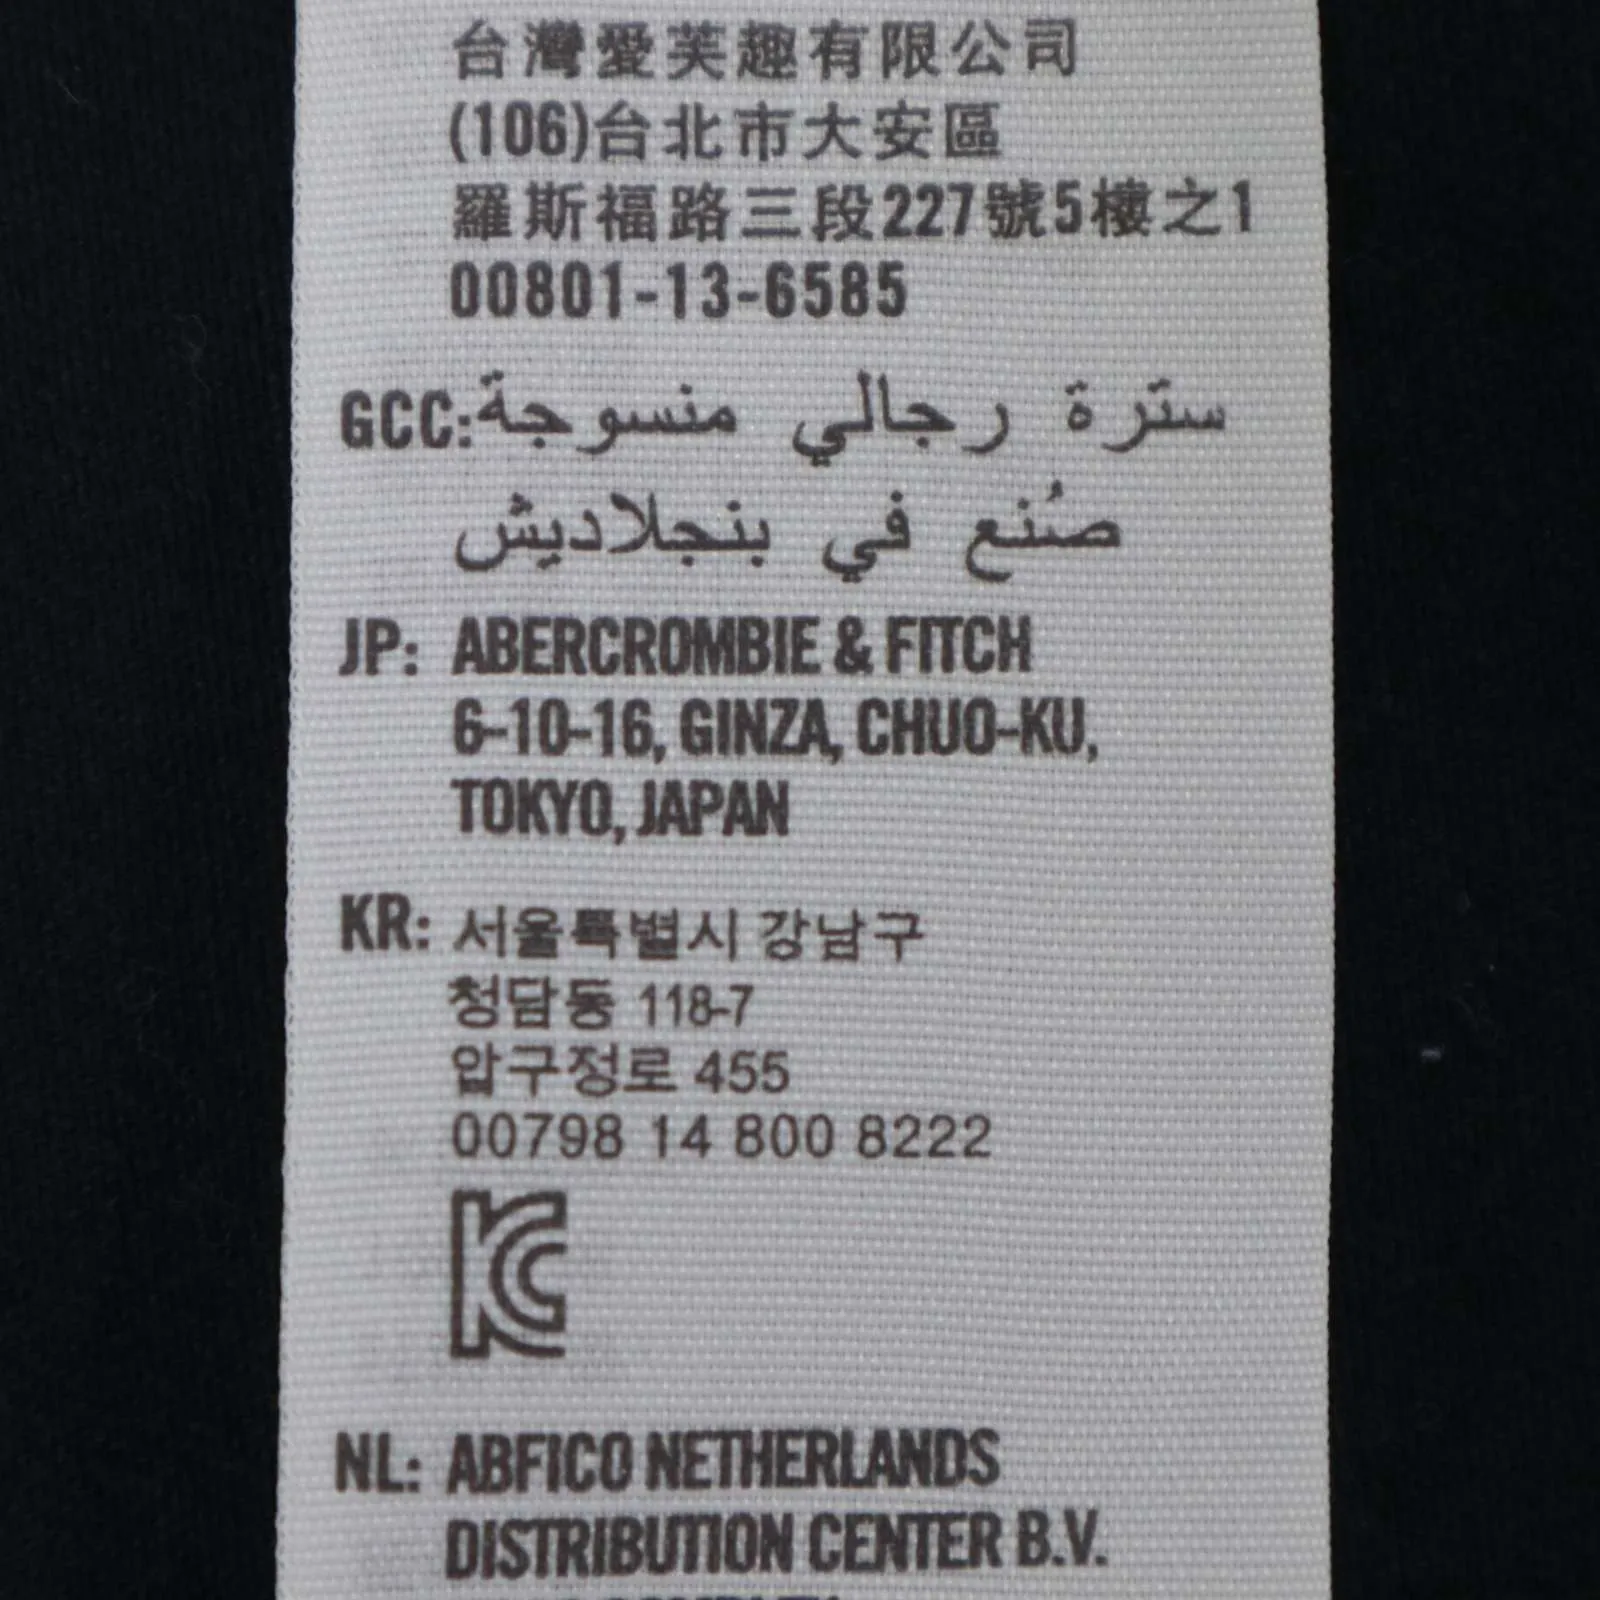 台灣愛芙趣有限公司
(106)台北市大安區
羅斯福路三段227號5樓之1
00801-13-6585
GCC: سترة رجالي منسوجة
صُنع في بنجلاديش
JP: ABERCROMBIE & FITCH
6-10-16, GINZA, CHUO-KU,
TOKYO, JAPAN
KR: 서울특별시 강남구
청담동 118-7
압구정로 455
00798 14 800 8222
KC
NL: ABFICO NETHERLANDS
DISTRIBUTION CENTER B.V.